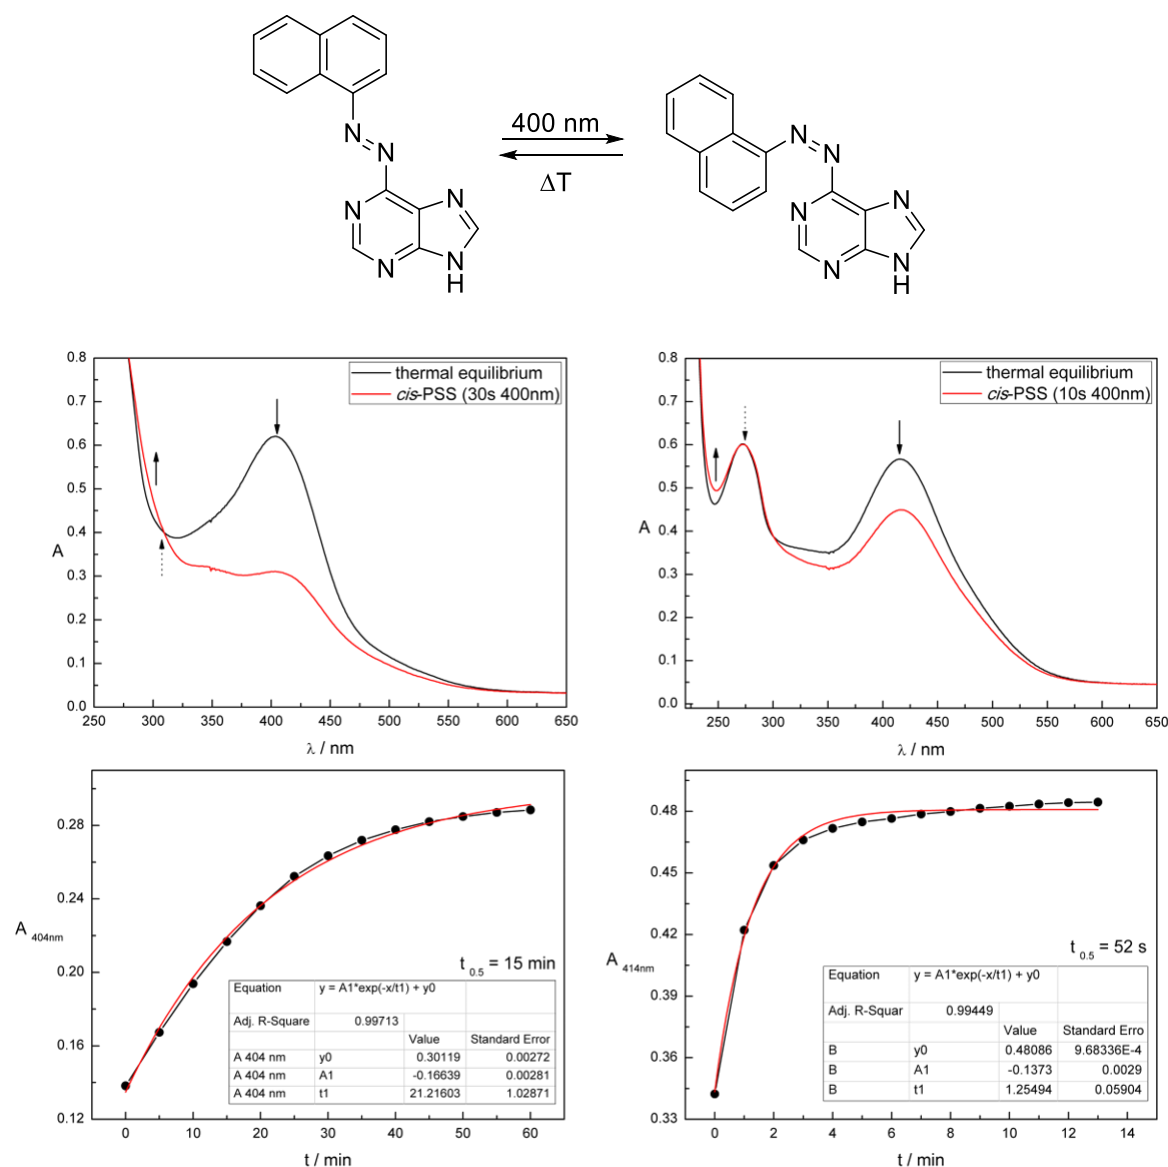 400 nm
ΔT
N
N
N
N
N
N
H
N
N
N
N
N
N
H
thermal equilibrium
cis-PSS (30s 400nm)
0.8
0.7
0.6
0.5
0.4
0.3
0.2
0.1
0.0
A
250 300 350 400 450 500 550 600 650
λ / nm
thermal equilibrium
cis-PSS (10s 400nm)
0.8
0.7
0.6
0.5
0.4
0.3
0.2
0.1
0.0
A
250 300 350 400 450 500 550 600 650
λ / nm
0.28
0.24
0.20
0.16
0.12
A 404nm
t 0.5 = 15 min
Equation y = A1*exp(-x/t1) + y0
Adj. R-Square 0.99713
Value Standard Error
A 404 nm y0 0.30119 0.00272
A 404 nm A1 -0.16639 0.00281
A 404 nm t1 21.21603 1.02871
0 10 20 30 40 50 60
t / min
0.48
0.45
0.42
0.39
0.36
0.33
A 414nm
t 0.5 = 52 s
Equation y = A1*exp(-x/t1) + y0
Adj. R-Squar 0.99449
Value Standard Erro
B y0 0.48086 9.68336E-4
B A1 -0.1373 0.0029
B t1 1.25494 0.05904
0 2 4 6 8 10 12 14
t / min